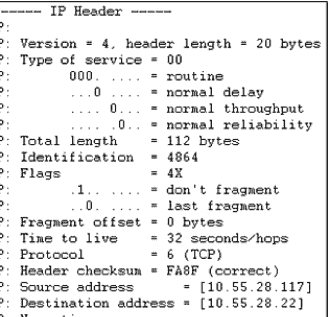 ----- IP Header -----
P:
P: Version = 4, header length = 20 bytes
P: Type of service = 00
P: 000. .... = routine
P: ...0 .... = normal delay
P: .... 0... = normal throughput
P: .... .0.. = normal reliability
P: Total length = 112 bytes
P: Identification = 4864
P: Flags = 4X
P: .1.. .... = don't fragment
P: ..0. .... = last fragment
P: Fragment offset = 0 bytes
P: Time to live = 32 seconds/hops
P: Protocol = 6 (TCP)
P: Header checksum = FA8F (correct)
P: Source address = [10.55.28.117]
P: Destination address = [10.55.28.22]